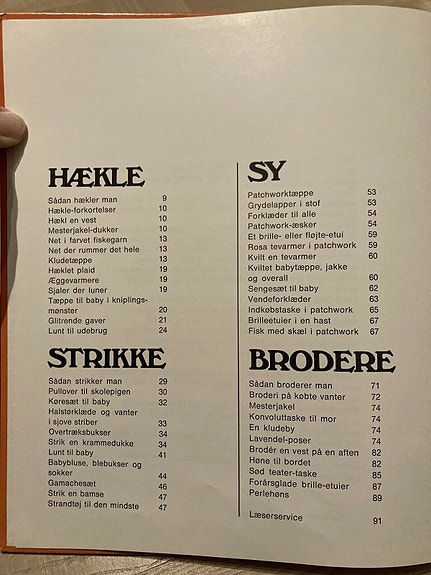 HÆKLE
Sådan hækler man 9
Hække-forkortelser 10
Hækl en vest 10
Mesterjakel-dukker 10
Net i farvet fiskegarn 13
Net der rummer det hele 13
Kludetæppe 13
Hæklet plaid 19
Æggevarmere 19
Sjaler der luner 19
Tæppe til baby i kniplings-
mønster 20
Glitrende gaver 21
Lunt til udebrug 24
STRIKKE
Sådan strikker man 29
Pullover til skolepigen 30
Køresæt til baby 32
Halstørklæde og vanter
i sjove striber 33
Overtræksbukser 34
Strik en krammedukke 34
Lunt til baby 41
Babybluse, blebukser og
sokker 44
Gamachesæt 46
Strik en bamse 47
Strandtøj til den mindste 47
SY
Patchworktæppe 53
Grydelapper i stof 53
Forklæder til alle 54
Patchwork-æsker 54
Et brille- eller fløjte-etui 59
Rosa tevarmer i patchwork 59
Kvilt en tevarmer 60
Kviltet babytæppe, jakke
og overall 60
Sengesæt til baby 62
Vendeforklæder 63
Indkøbstaske i patchwork 65
Brilleetuier i en hast 67
Fisk med skæl i patchwork 67
BRODERE
Sådan broderer man 71
Broderi på købte vanter 72
Mesterjakel 74
Konvoluttaske til mor 74
En kludeby 74
Lavendel-poser 74
Brodér en vest på en aften 82
Høne til bordet 82
Sød teater-taske 85
Forårsglade brille-etuier 87
Perlehøns 89
Læserservice 91